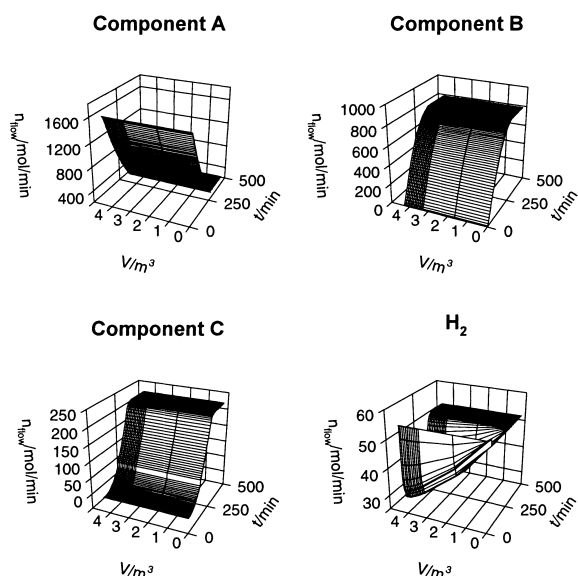 Component A
n_flow/mol/min
1600
1200
800
400
4 3 2 1 0
0 250 500
V/m³
t/min
Component B
n_flow/mol/min
1000
800
600
400
200
0
4 3 2 1 0
0 250 500
V/m³
t/min
Component C
n_flow/mol/min
250
200
150
100
50
0
4 3 2 1 0
0 250 500
V/m³
t/min
H₂
n_flow/mol/min
60
50
40
30
4 3 2 1 0
0 250 500
V/m³
t/min